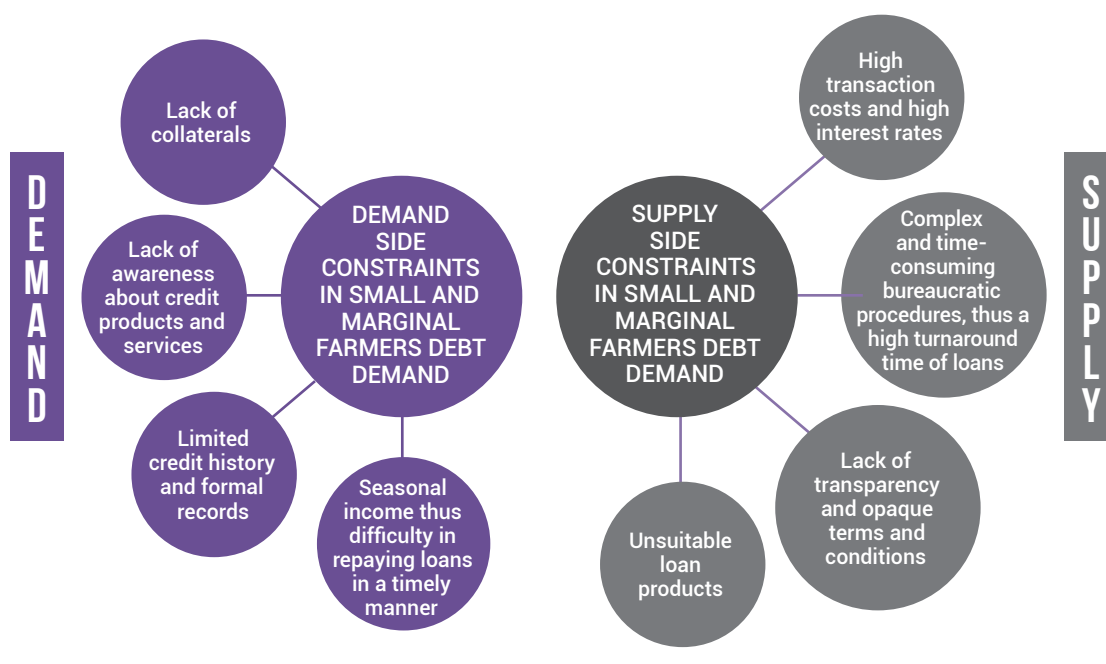 DEMAND
Lack of
collaterals
Lack of
awareness
about credit
products and
services
Limited
credit history
and formal
records
Seasonal
income thus
difficulty in
repaying loans
in a timely
manner
DEMAND
SIDE
CONSTRAINTS
IN SMALL AND
MARGINAL
FARMERS DEBT
DEMAND
SUPPLY
SIDE
CONSTRAINTS
IN SMALL AND
MARGINAL
FARMERS DEBT
DEMAND
High
transaction
costs and high
interest rates
Complex
and time-
consuming
bureaucratic
procedures, thus a
high turnaround
time of loans
Lack of
transparency
and opaque
terms and
conditions
Unsuitable
loan
products
SUPPLY